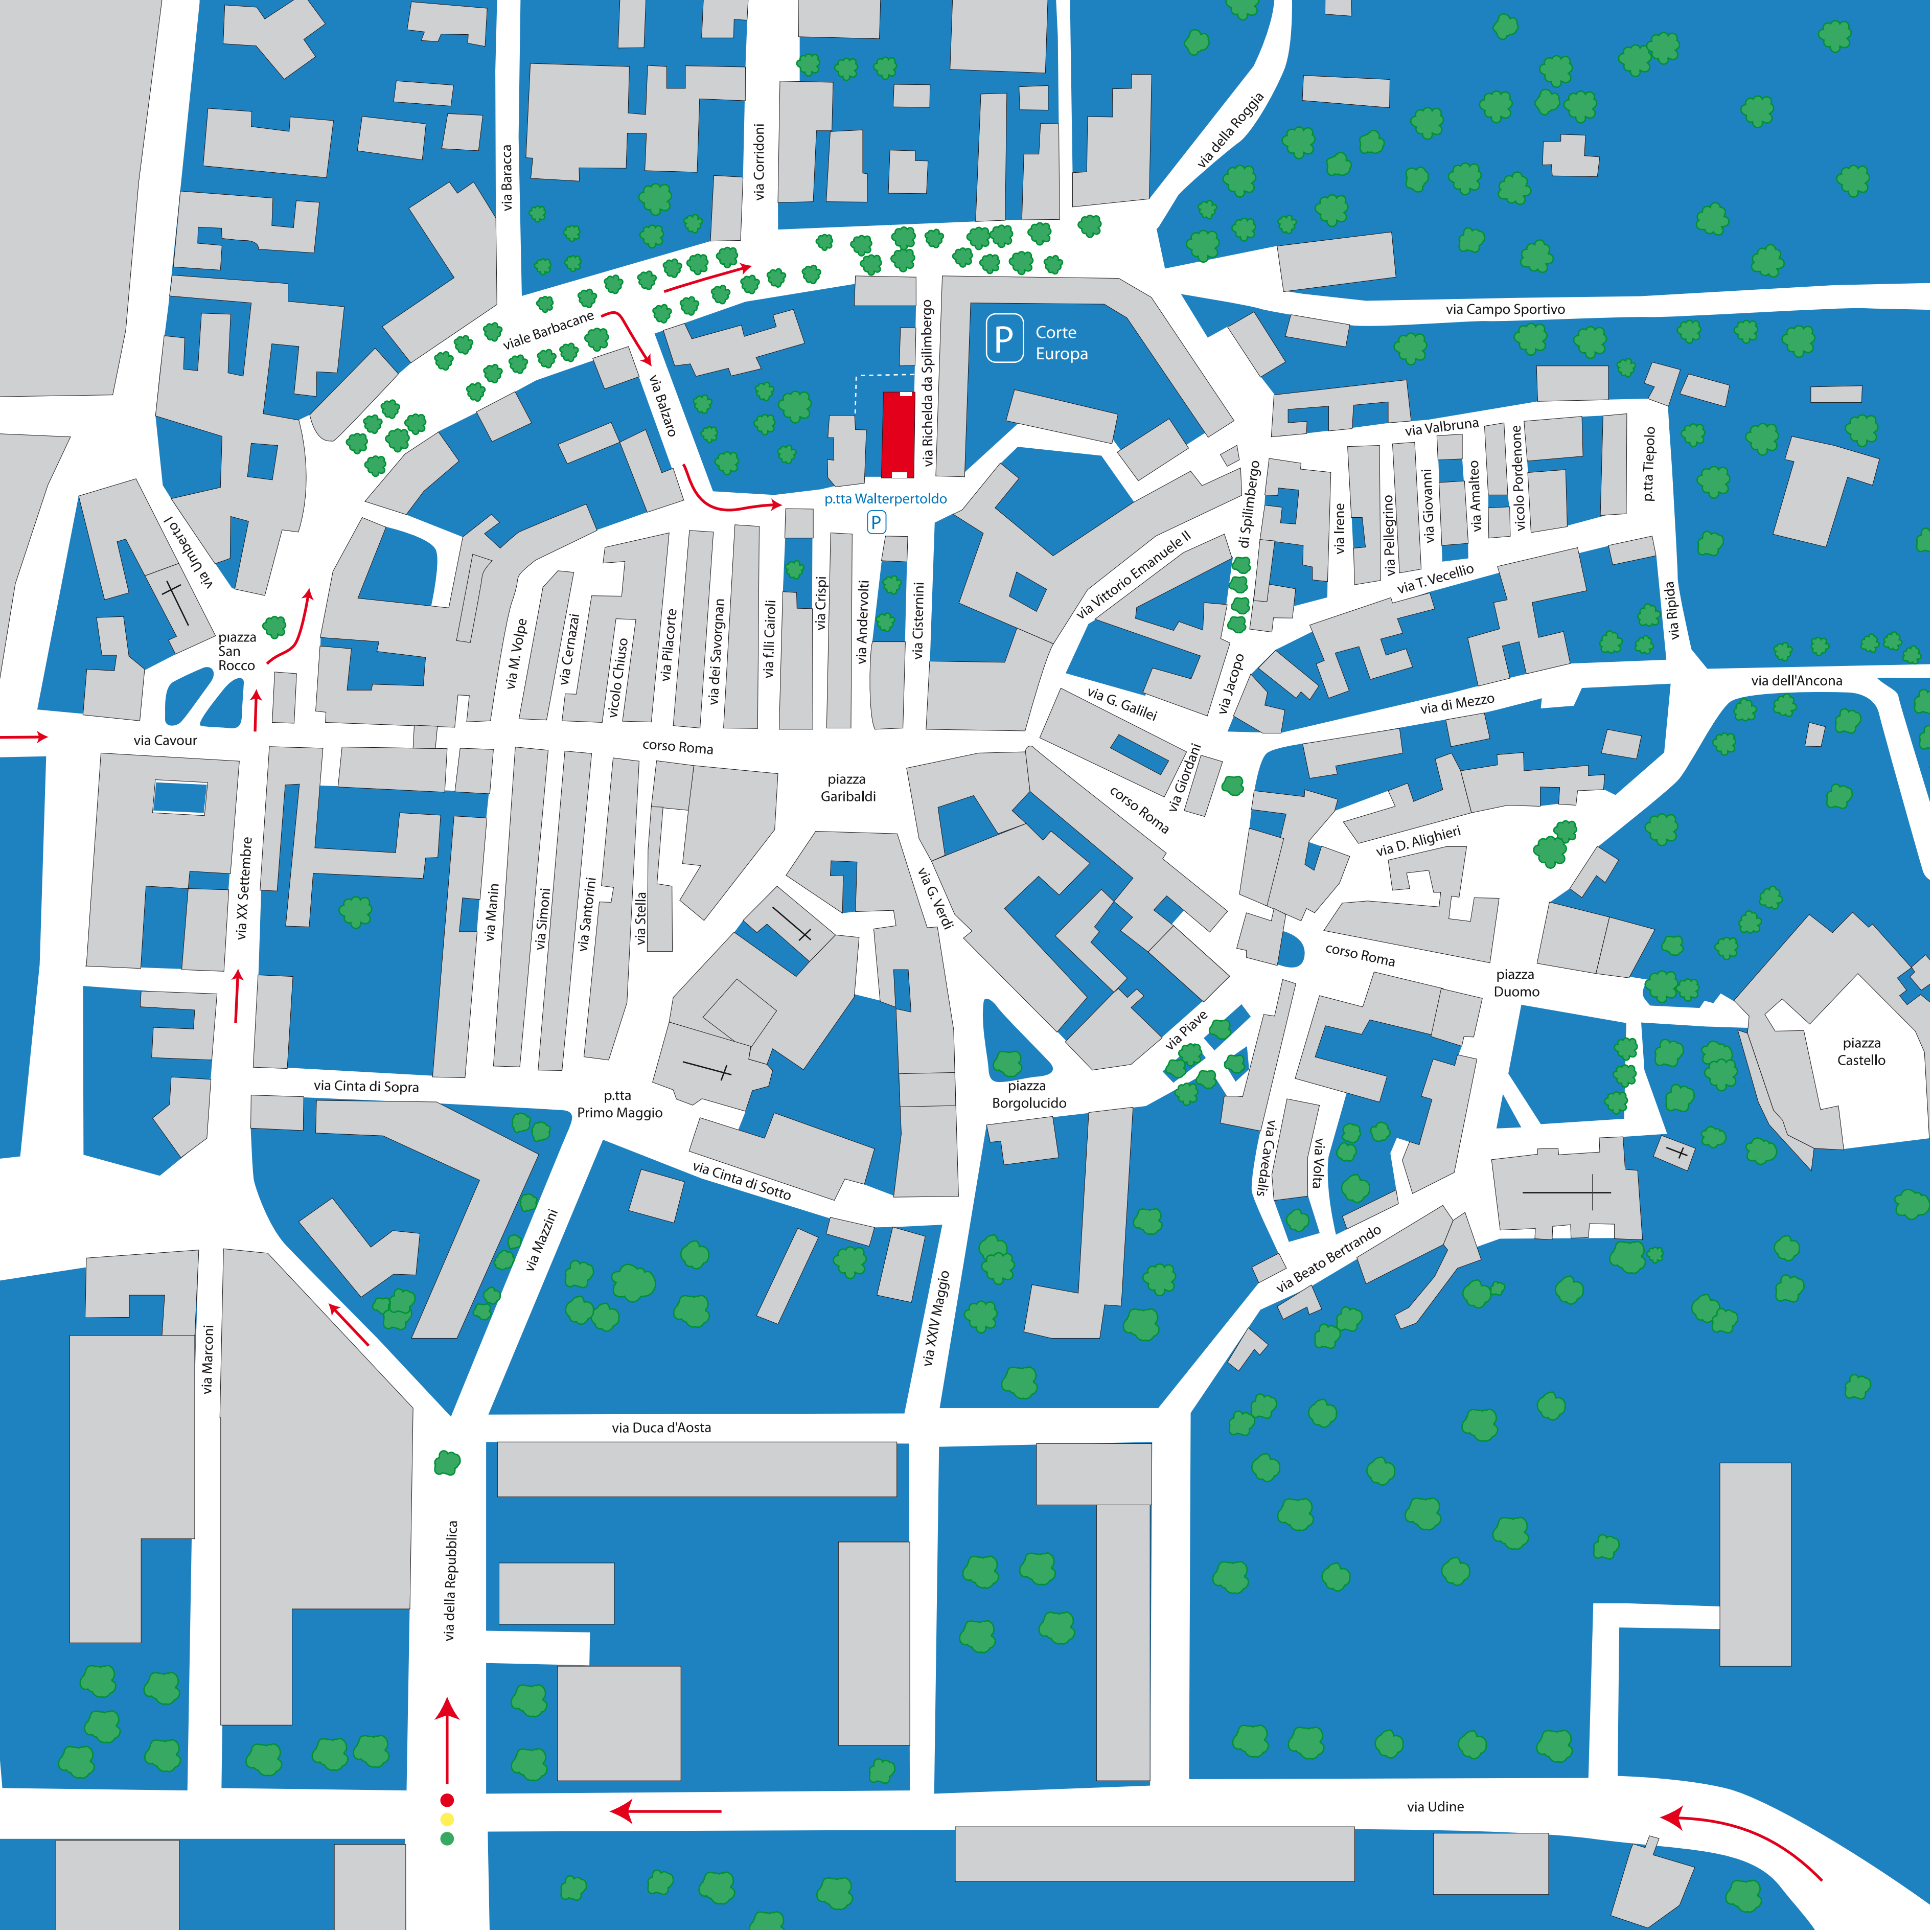 via Baracca
via Corridoni
via della Roggia
via Campo Sportivo
viale Barbacane
via Richelda da Spilimbergo
P
Corte
Europa
via Balzaro
via Valbruna
p.tta Tiepolo
p.tta Walterpertoldo
P
via Umberto I
di Spilimbergo
via Irene
via Pellegrino
via Giovanni
via Amalteo
vicolo Pordenone
via Vittorio Emanuele II
via T. Vecellio
via Ripida
piazza
San
Rocco
via M. Volpe
via Cernazai
vicolo Chiuso
via Pilacorte
via dei Savorgnan
via f.lli Cairoli
via Crispi
via Andervolti
via Cisternini
via Jacopo
via G. Galilei
via di Mezzo
via dell'Ancona
via Cavour
corso Roma
piazza
Garibaldi
corso Roma
via Giordani
via D. Alighieri
via XX Settembre
via Manin
via Simoni
via Santorini
via Stella
via G. Verdi
corso Roma
piazza
Duomo
via Piave
piazza
Castello
via Cinta di Sopra
p.tta
Primo Maggio
piazza
Borgolucido
via Cinta di Sotto
via Cavedalis
via Volta
via Mazzini
via Beato Bertrando
via Marconi
via XXIV Maggio
via Duca d'Aosta
via della Repubblica
via Udine